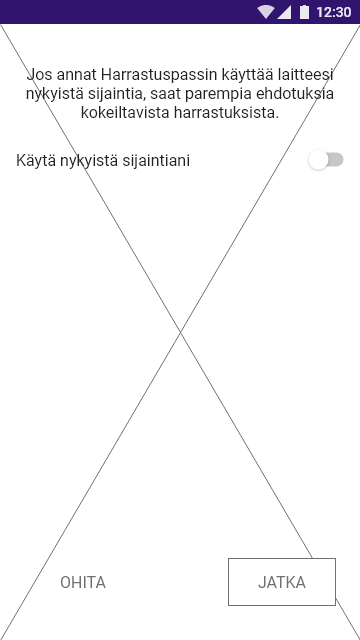 12:30
Jos annat Harrastuspassin käyttää laitteesi
nykyistä sijaintia, saat parempia ehdotuksia
kokeiltavista harrastuksista.
Käytä nykyistä sijaintiani
OHITA
JATKA